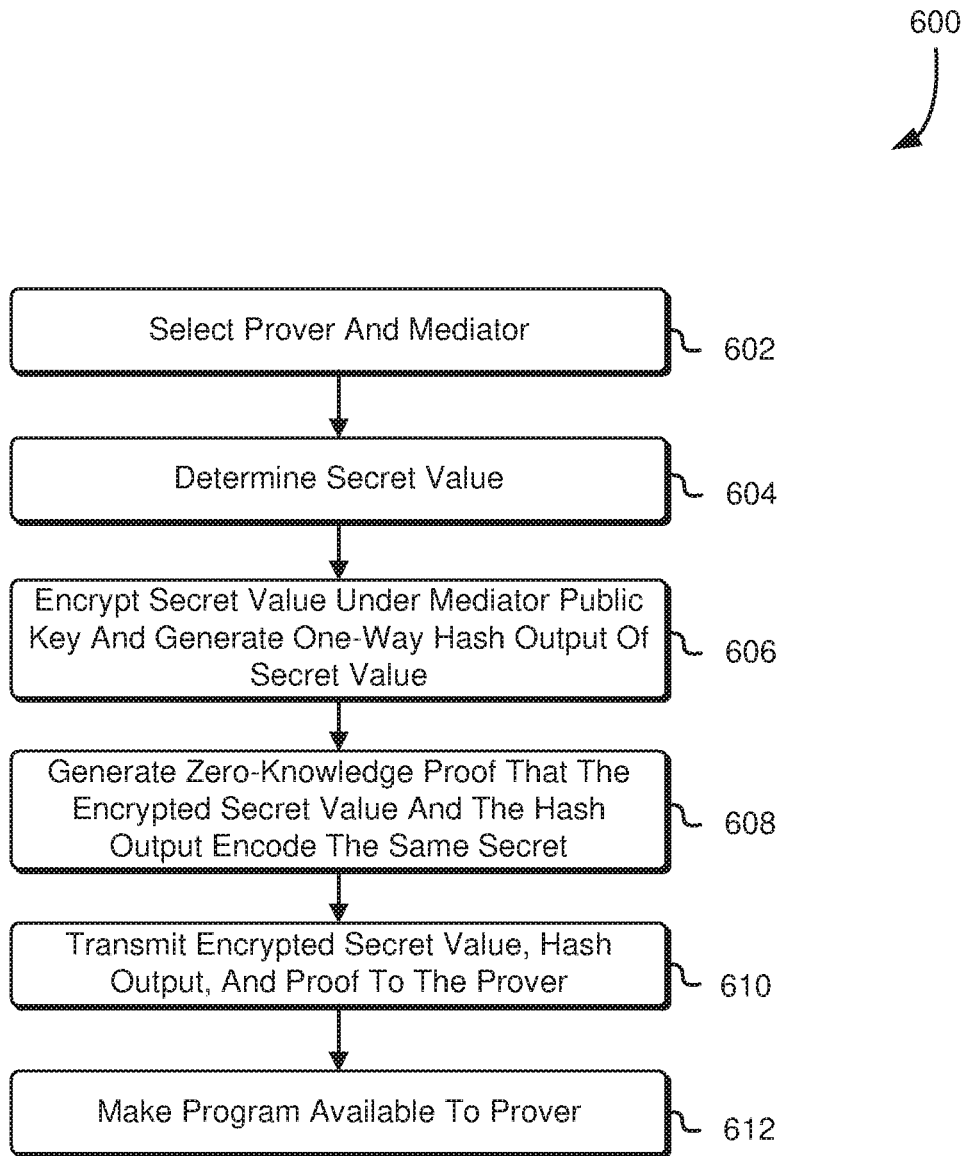 600
Select Prover And Mediator
602
Determine Secret Value
604
Encrypt Secret Value Under Mediator Public
Key And Generate One-Way Hash Output Of
Secret Value
606
Generate Zero-Knowledge Proof That The
Encrypted Secret Value And The Hash
Output Encode The Same Secret
608
Transmit Encrypted Secret Value, Hash
Output, And Proof To The Prover
610
Make Program Available To Prover
612